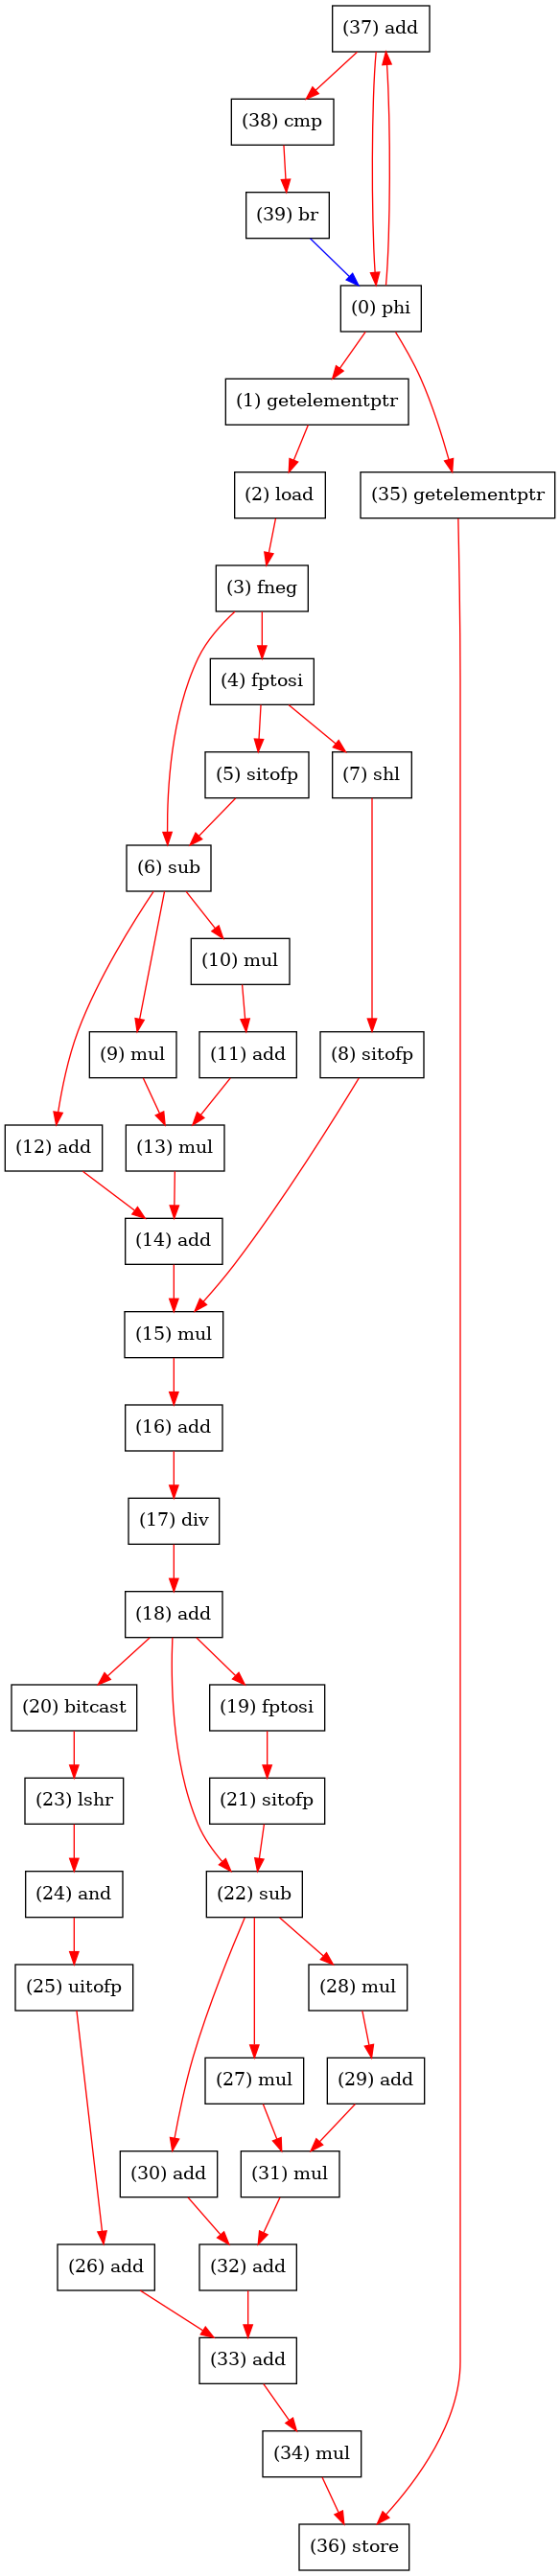 (37) add
(38) cmp
(39) br
(0) phi
(1) getelementptr
(2) load
(35) getelementptr
(3) fneg
(4) fptosi
(5) sitofp
(7) shl
(6) sub
(10) mul
(9) mul
(11) add
(8) sitofp
(12) add
(13) mul
(14) add
(15) mul
(16) add
(17) div
(18) add
(20) bitcast
(19) fptosi
(23) lshr
(21) sitofp
(24) and
(22) sub
(25) uitofp
(28) mul
(27) mul
(29) add
(30) add
(31) mul
(26) add
(32) add
(33) add
(34) mul
(36) store